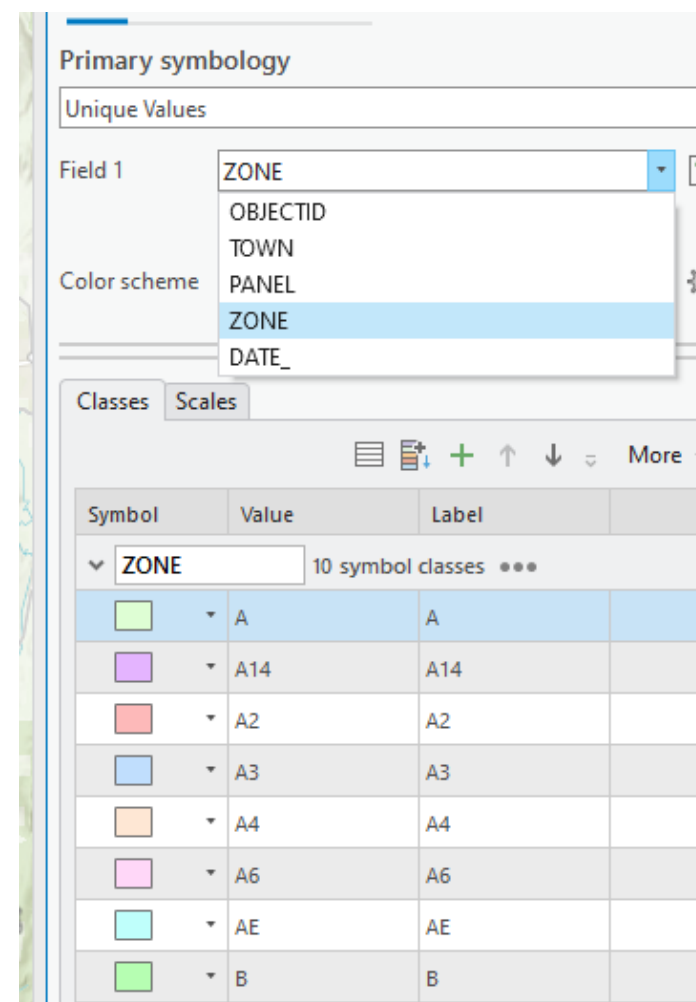 Primary symbology
Unique Values
Field 1 ZONE
OBJECTID
TOWN
Color scheme PANEL
ZONE
DATE_
Classes Scales
More
Symbol Value Label
ZONE 10 symbol classes
A A
A14 A14
A2 A2
A3 A3
A4 A4
A6 A6
AE AE
B B